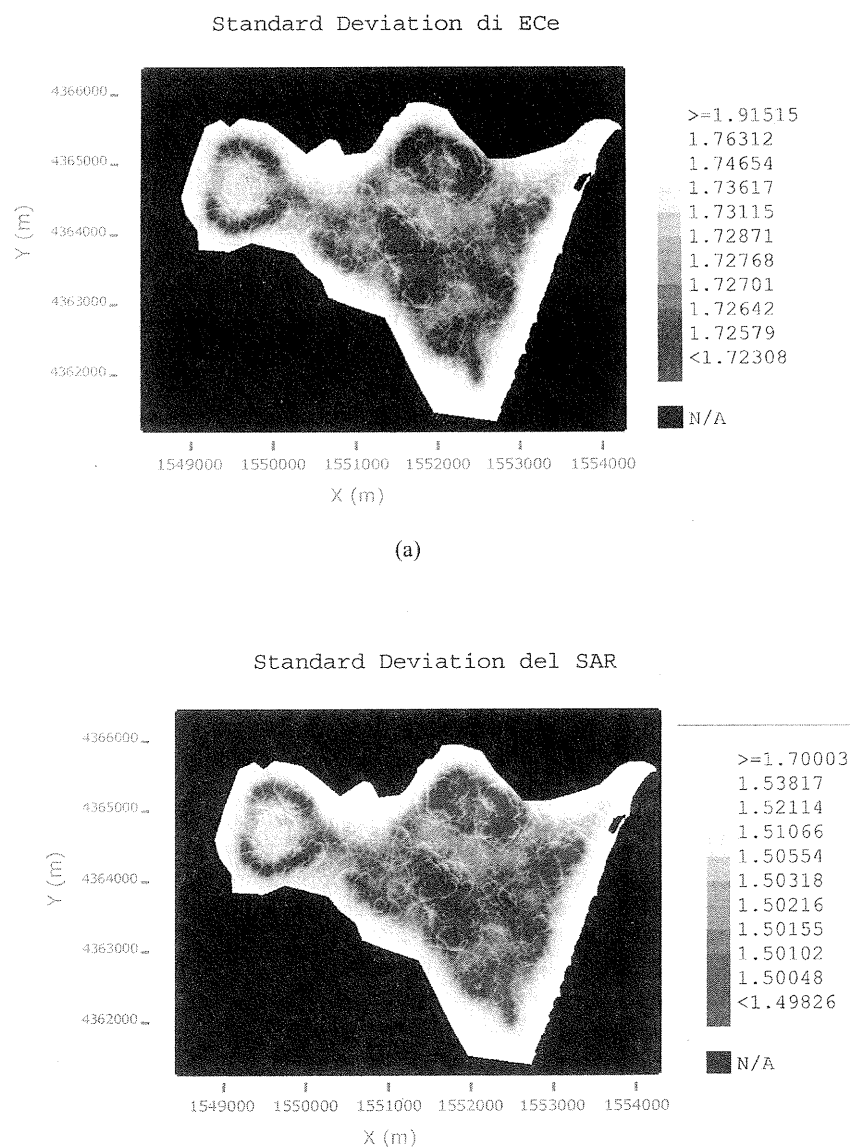 Standard Deviation di ECe
4366000
4365000
4364000
4363000
4362000
Y (m)
>=1.91515
1.76312
1.74654
1.73617
1.73115
1.72871
1.72768
1.72701
1.72642
1.72579
<1.72308
N/A
1549000 1550000 1551000 1552000 1553000 1554000
X (m)
(a)
Standard Deviation del SAR
4366000
4365000
4364000
4363000
4362000
Y (m)
>=1.70003
1.53817
1.52114
1.51066
1.50554
1.50318
1.50216
1.50155
1.50102
1.50048
<1.49826
N/A
1549000 1550000 1551000 1552000 1553000 1554000
X (m)